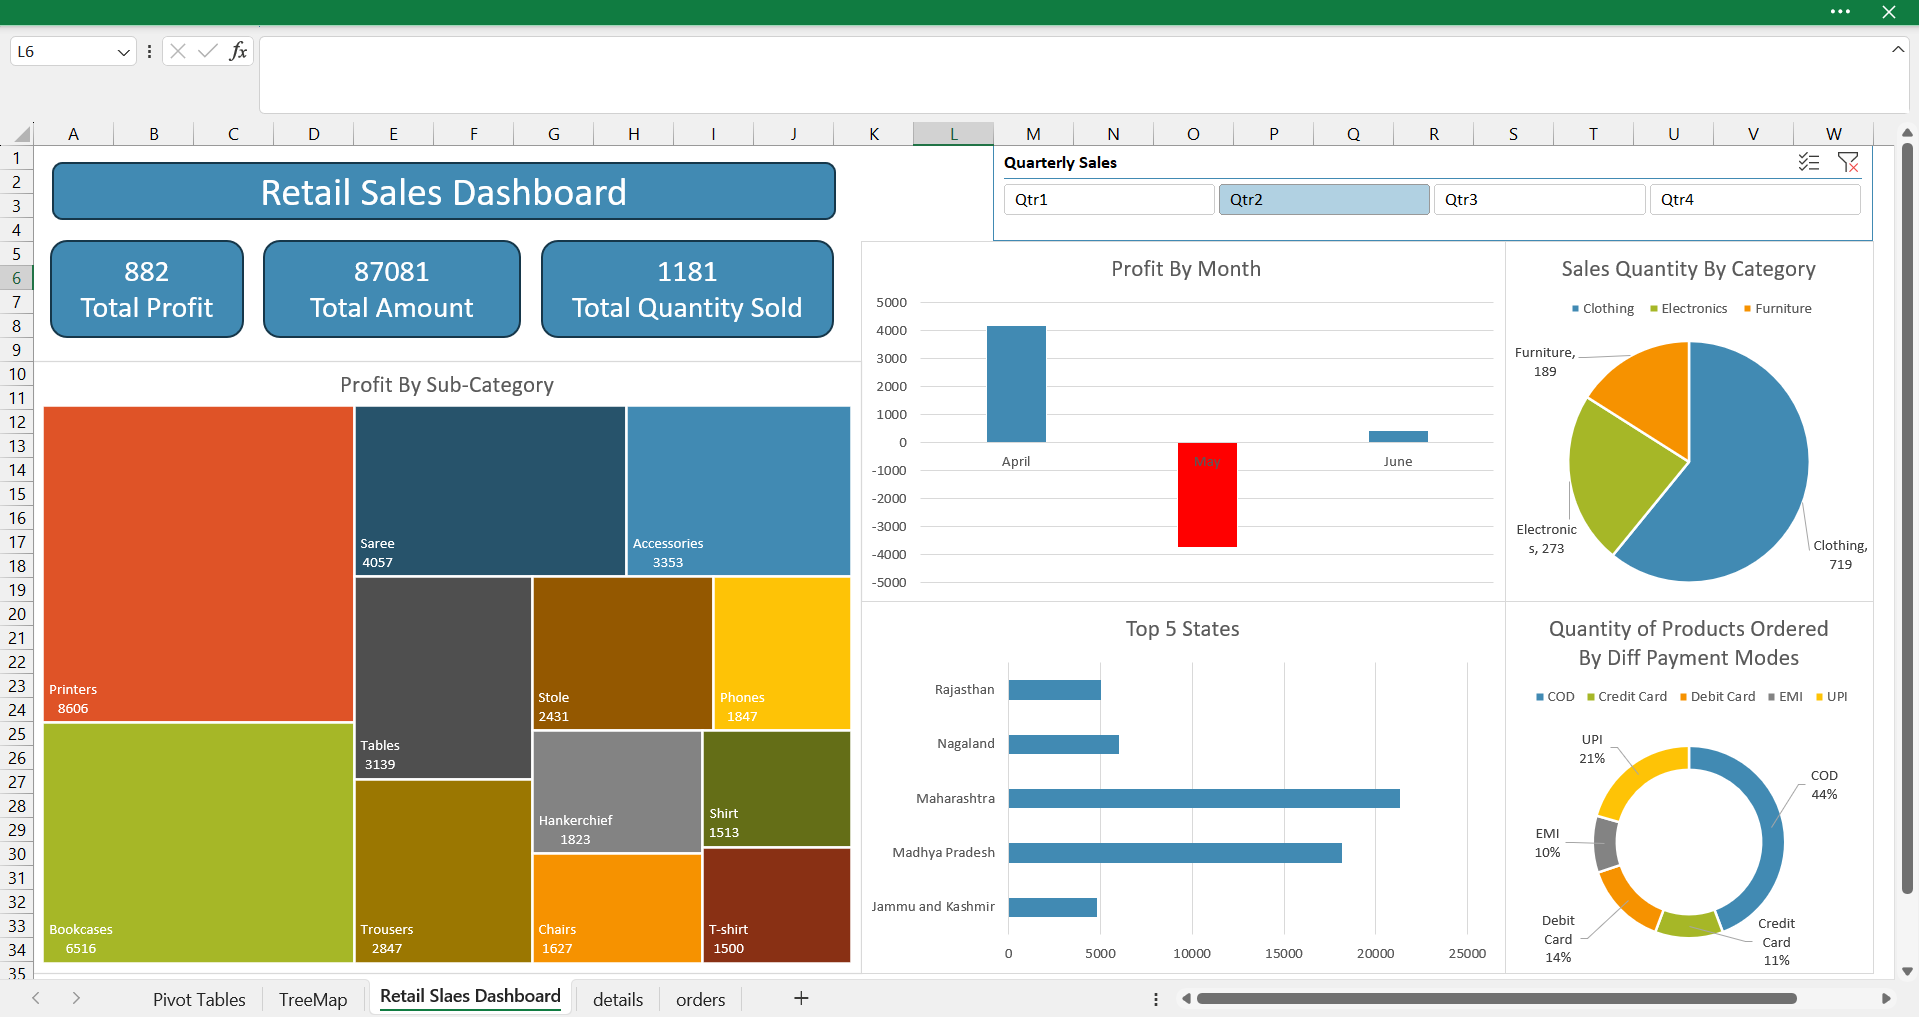 L6
fx
A B C D E F G H I J K L M N O P Q R S T U V W
1
2
3
4
5
6
7
8
9
10
11
12
13
14
15
16
17
18
19
20
21
22
23
24
25
26
27
28
29
30
31
32
33
34
35
Retail Sales Dashboard
Quarterly Sales
Qtr1 Qtr2 Qtr3 Qtr4
882
Total Profit
87081
Total Amount
1181
Total Quantity Sold
Profit By Sub-Category
Printers
8606
Saree
4057
Accessories
3353
Bookcases
6516
Tables
3139
Stole
2431
Phones
1847
Trousers
2847
Hankerchief
1823
Shirt
1513
Chairs
1627
T-shirt
1500
Profit By Month
5000
4000
3000
2000
1000
0
-1000
-2000
-3000
-4000
-5000
April May June
Sales Quantity By Category
Clothing Electronics Furniture
Furniture,
189
Electronic
s, 273
Clothing,
719
Top 5 States
Rajasthan
Nagaland
Maharashtra
Madhya Pradesh
Jammu and Kashmir
0 5000 10000 15000 20000 25000
Quantity of Products Ordered
By Diff Payment Modes
COD Credit Card Debit Card EMI UPI
UPI
21%
COD
44%
EMI
10%
Debit
Card
14%
Credit
Card
11%
Pivot Tables TreeMap Retail Slaes Dashboard details orders